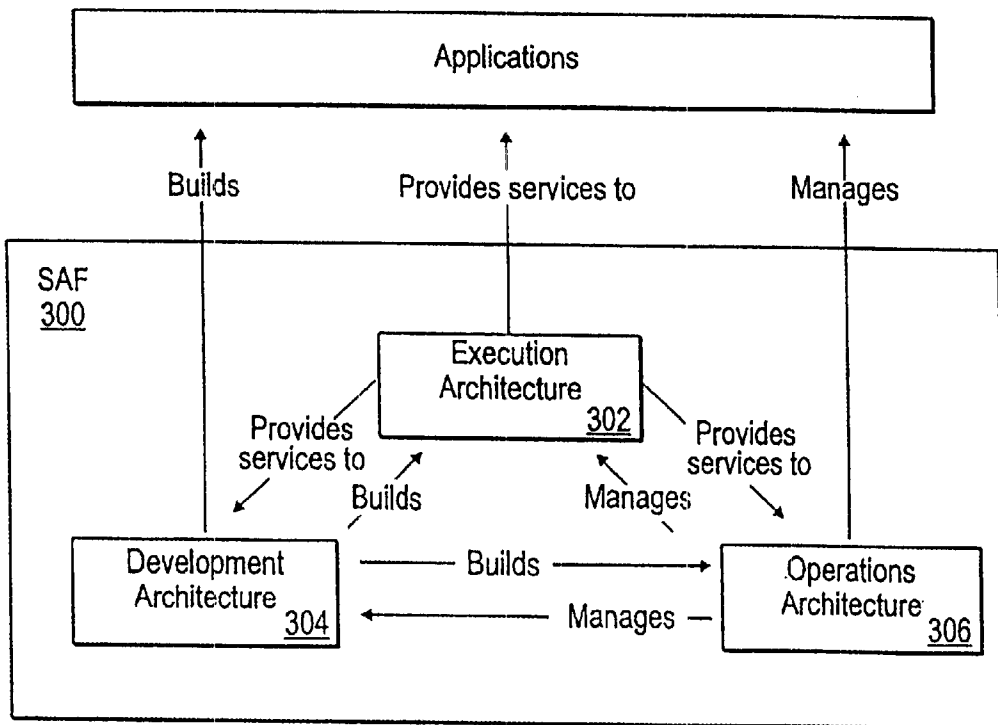 Applications
Builds
Provides services to
Manages
SAF
300
Execution
Architecture
302
Provides
services to
Builds
Manages
Provides
services to
Development
Architecture
304
Builds
Manages
Operations
Architecture
306